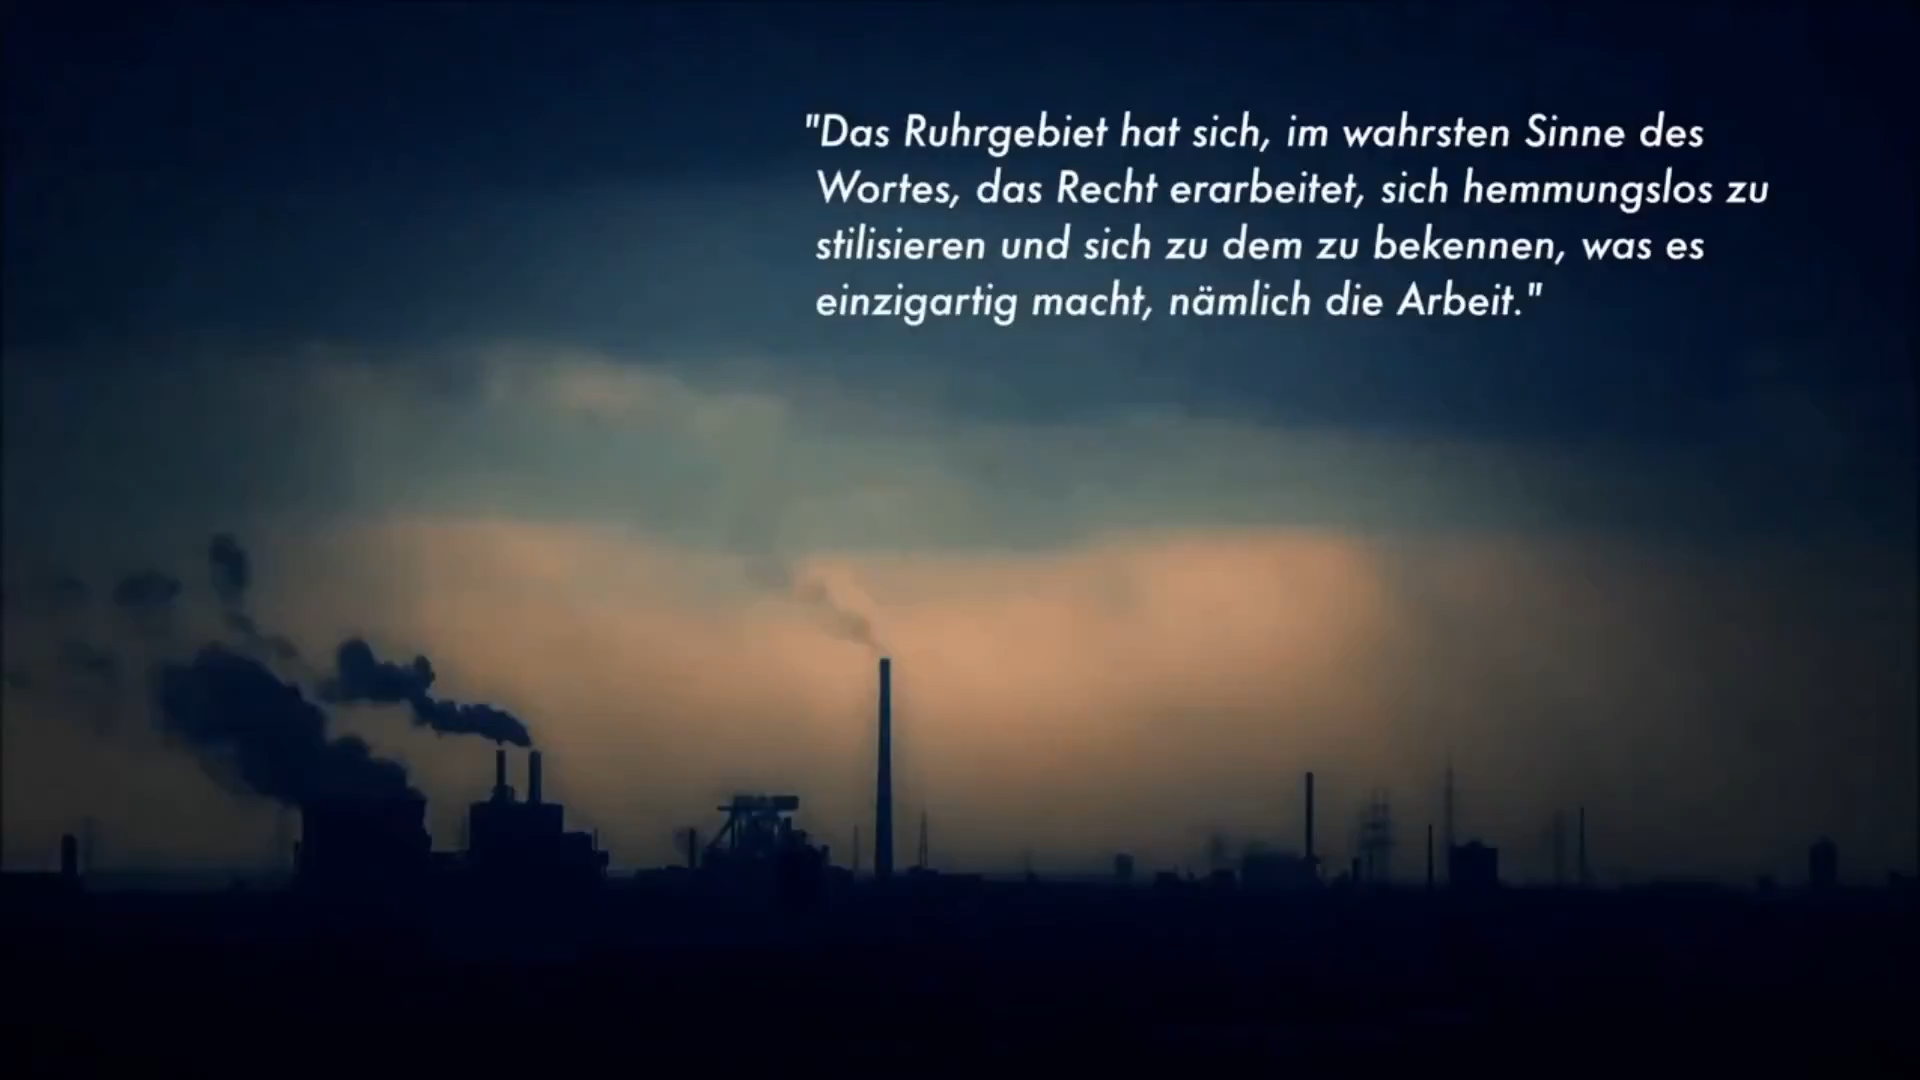 "Das Ruhrgebiet hat sich, im wahrsten Sinne des
Wortes, das Recht erarbeitet, sich hemmungslos zu
stilisieren und sich zu dem zu bekennen, was es
einzigartig macht, nämlich die Arbeit."